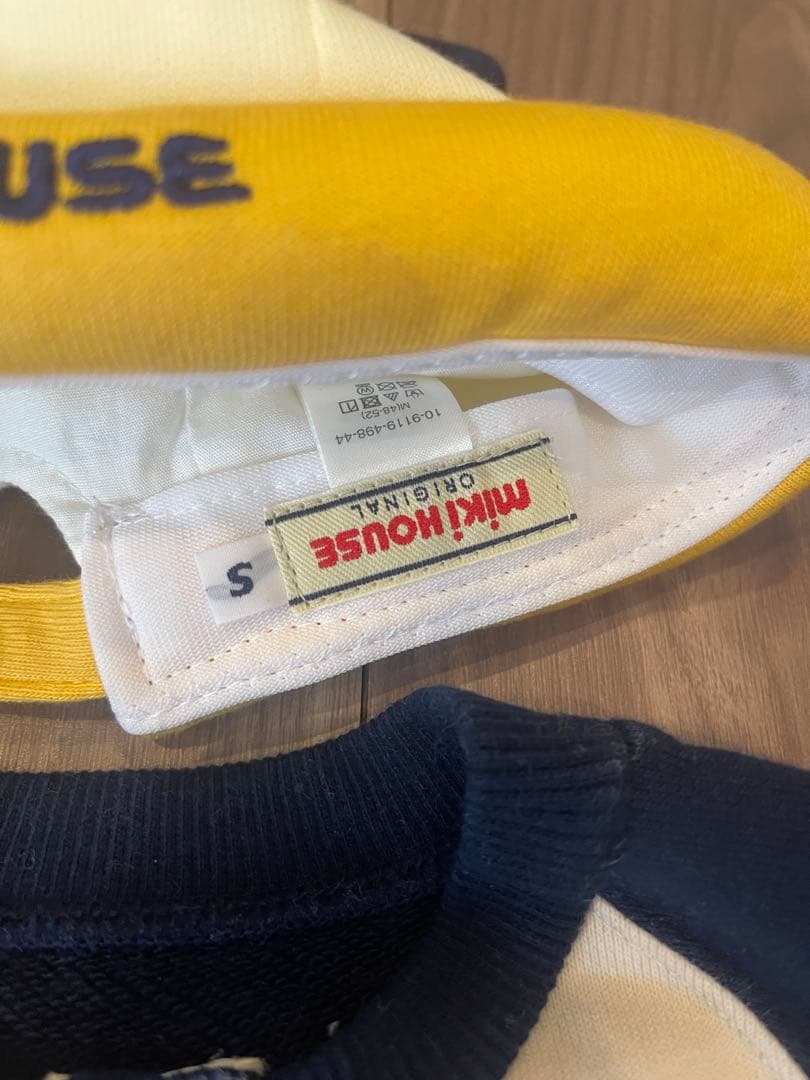 USE
10-9119-498-44
M(48-52)
miki HOUSE
ORIGINAL
S